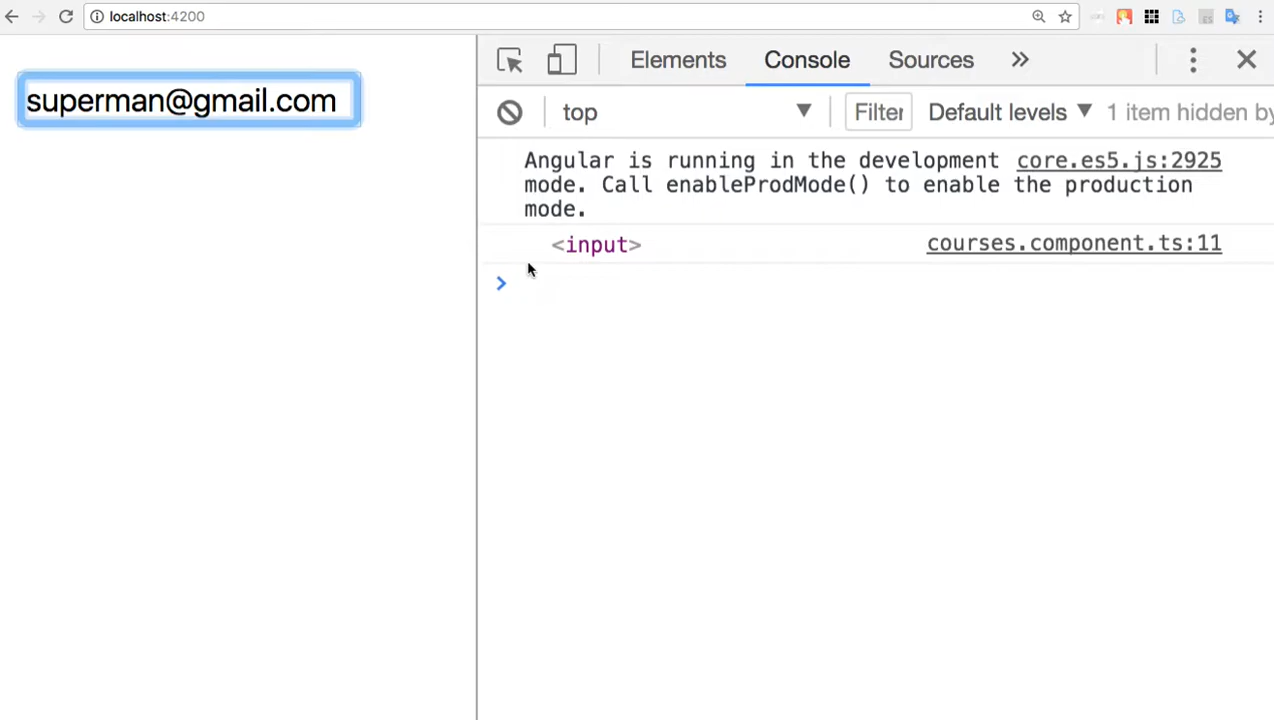 localhost:4200
superman@gmail.com
Elements Console Sources
top Filter Default levels 1 item hidden by
Angular is running in the development core.es5.js:2925
mode. Call enableProdMode() to enable the production
mode.
<input> courses.component.ts:11